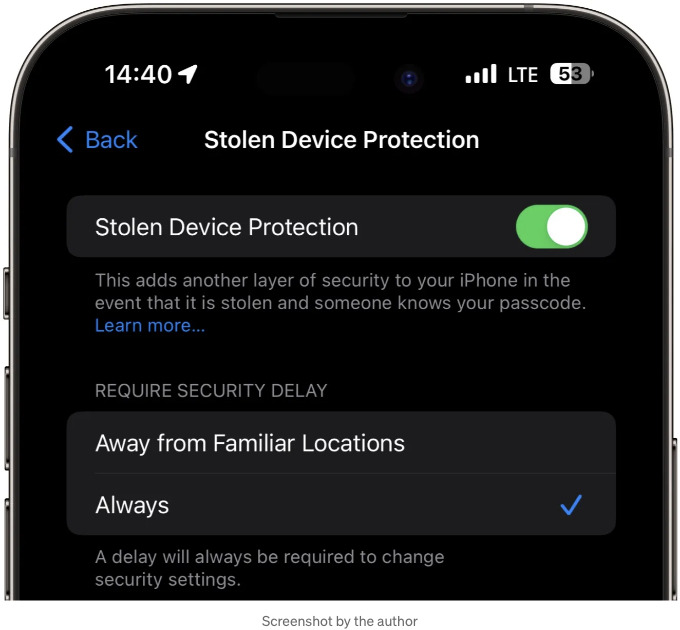 14:40 LTE 53
Back Stolen Device Protection
Stolen Device Protection
This adds another layer of security to your iPhone in the
event that it is stolen and someone knows your passcode.
Learn more...
REQUIRE SECURITY DELAY
Away from Familiar Locations
Always
A delay will always be required to change
security settings.
Screenshot by the author